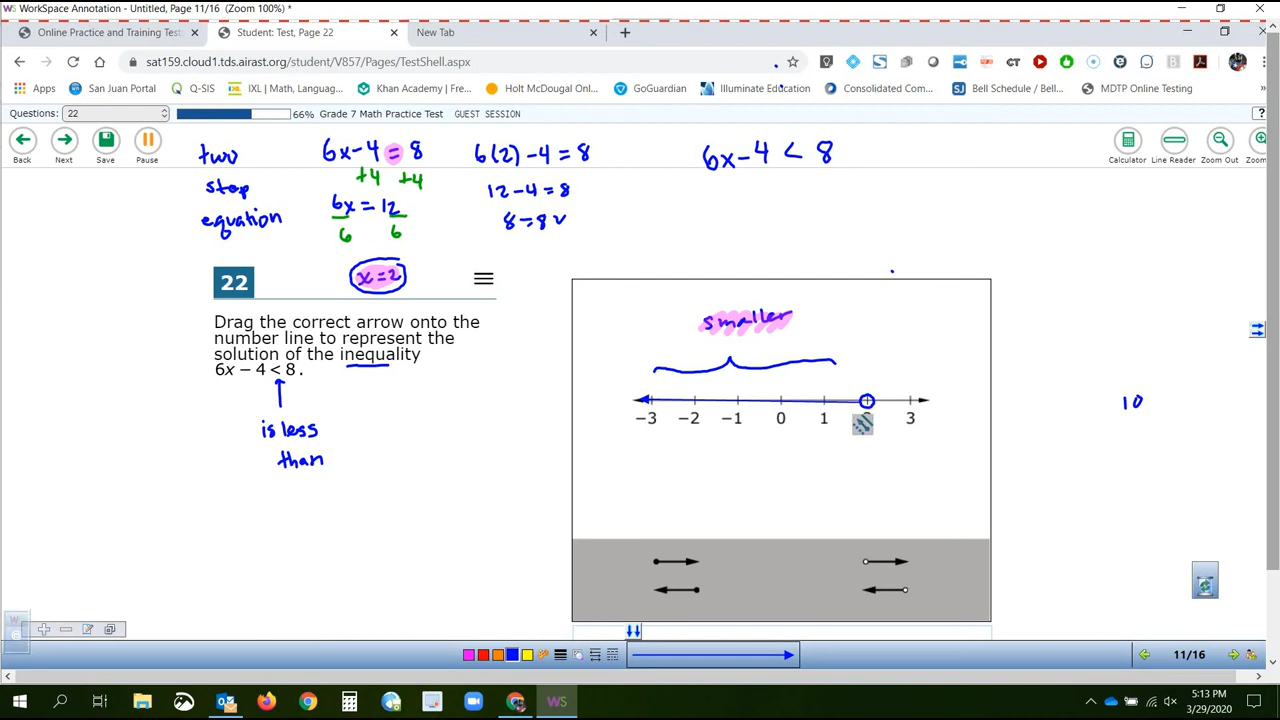 WorkSpace Annotation - Untitled, Page 11/16 (Zoom 100%) *
Online Practice and Training Test
Student: Test, Page 22
New Tab
sat159.cloud1.tds.airast.org/student/V857/Pages/TestShell.aspx
Apps
San Juan Portal
Q-SIS
IXL | Math, Languag...
Khan Academy | Fre...
Holt McDougal Onl...
GoGuardian
Illuminate Education
Consolidated Comm...
Bell Schedule / Bell...
MDTP Online Testing
Questions: 22
66% Grade 7 Math Practice Test GUEST SESSION
Back
Next
Save
Pause
Calculator
Line Reader
Zoom Out
two
step
equation
6x-4 = 8
+4 +4
6x = 12
6 6
x=2
6(2) -4 = 8
12-4 = 8
8=8 ✓
6x-4 < 8
22
Drag the correct arrow onto the
number line to represent the
solution of the inequality
6x − 4 < 8.
is less
than
smaller
−3 −2 −1 0 1 3
10
11/16
5:13 PM
3/29/2020